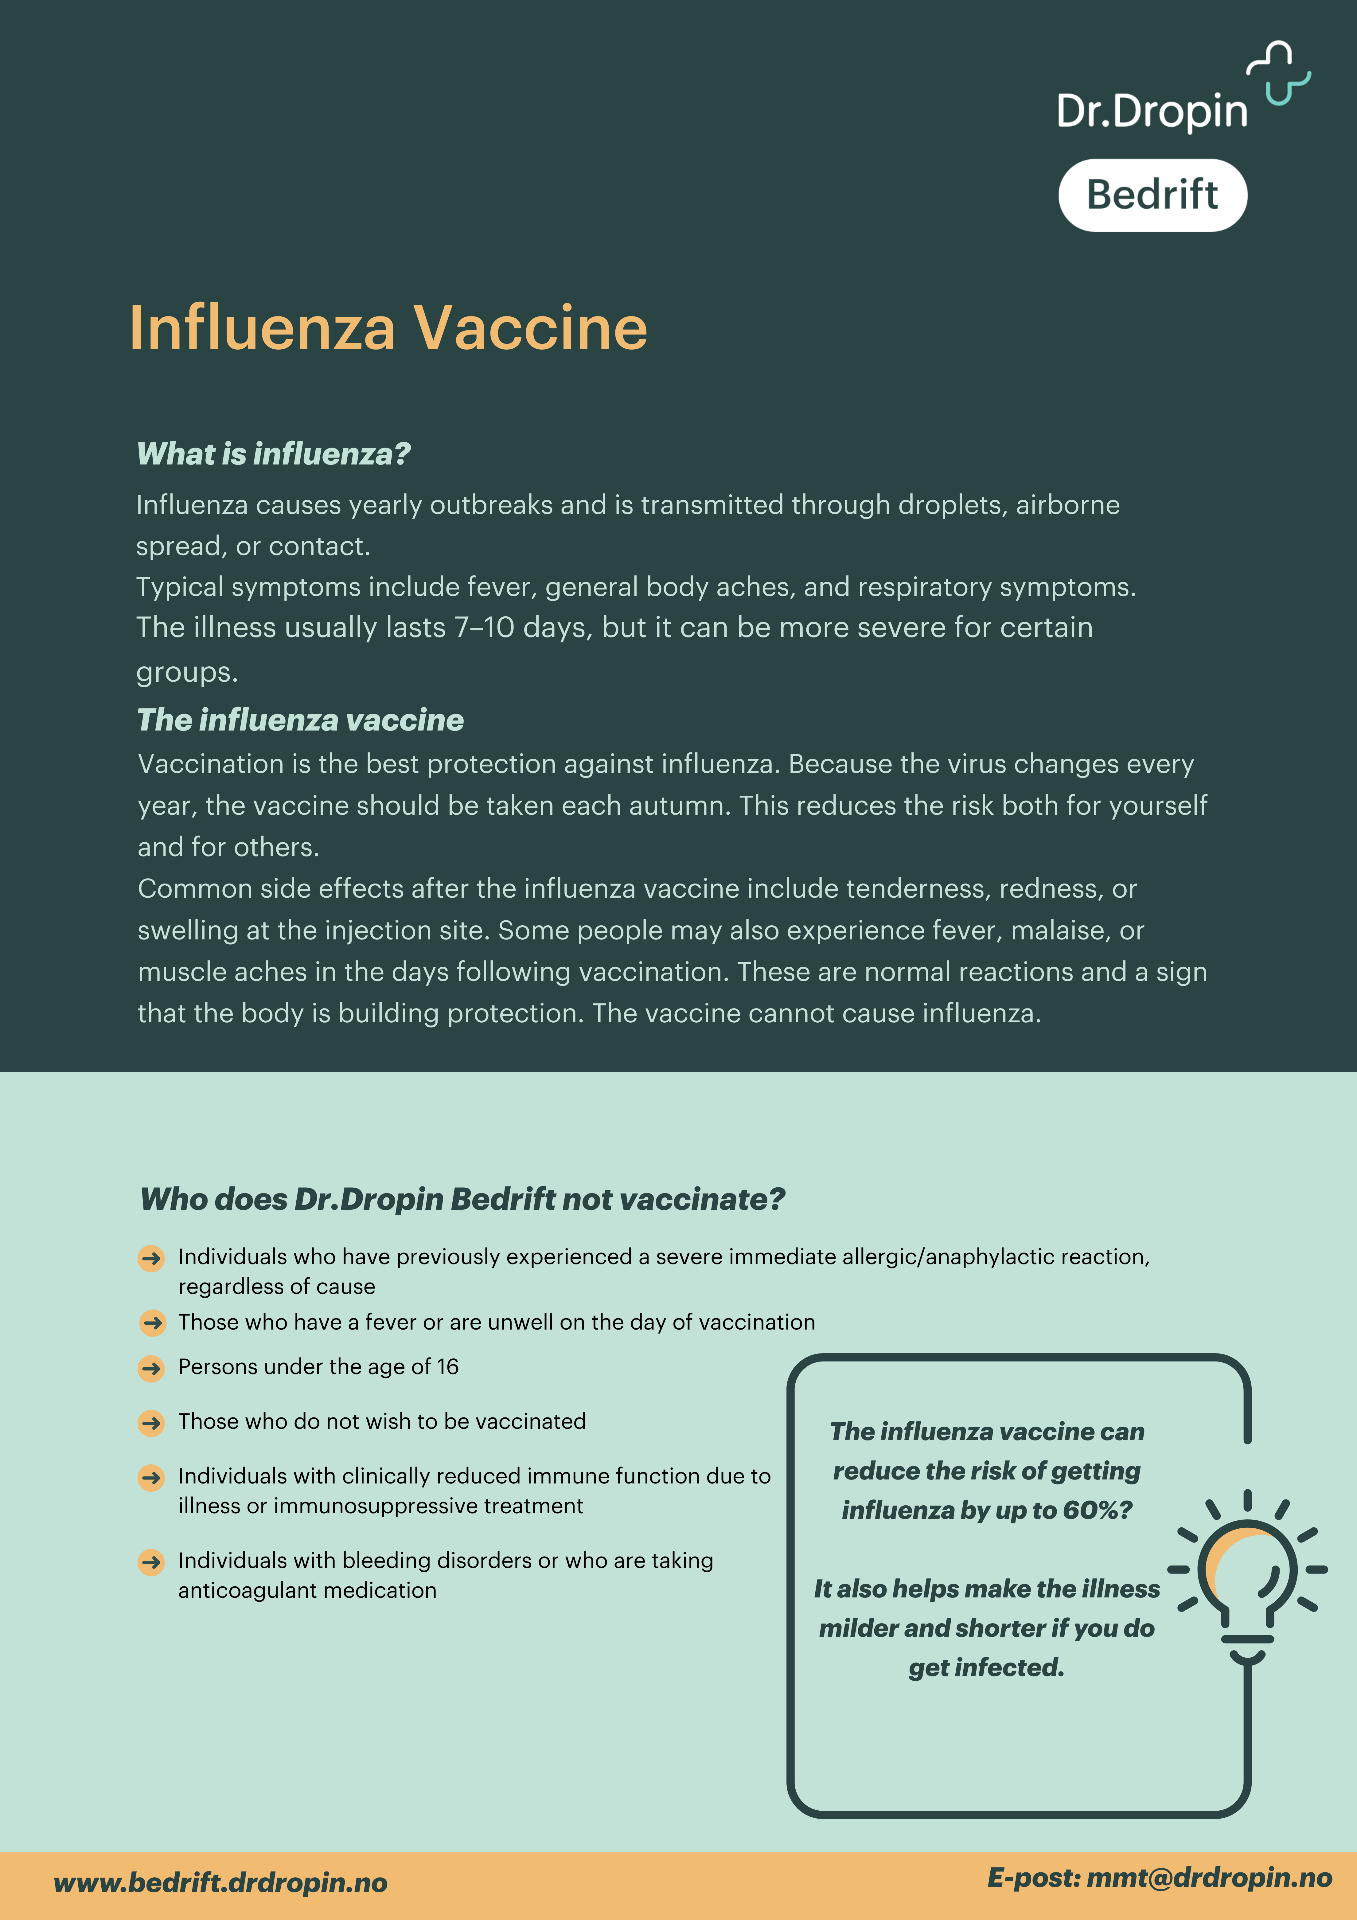 Dr.Dropin
Bedrift
Influenza Vaccine
What is influenza?
Influenza causes yearly outbreaks and is transmitted through droplets, airborne
spread, or contact.
Typical symptoms include fever, general body aches, and respiratory symptoms.
The illness usually lasts 7–10 days, but it can be more severe for certain
groups.
The influenza vaccine
Vaccination is the best protection against influenza. Because the virus changes every
year, the vaccine should be taken each autumn. This reduces the risk both for yourself
and for others.
Common side effects after the influenza vaccine include tenderness, redness, or
swelling at the injection site. Some people may also experience fever, malaise, or
muscle aches in the days following vaccination. These are normal reactions and a sign
that the body is building protection. The vaccine cannot cause influenza.
Who does Dr.Dropin Bedrift not vaccinate?
Individuals who have previously experienced a severe immediate allergic/anaphylactic reaction,
regardless of cause
Those who have a fever or are unwell on the day of vaccination
Persons under the age of 16
Those who do not wish to be vaccinated
Individuals with clinically reduced immune function due to
illness or immunosuppressive treatment
Individuals with bleeding disorders or who are taking
anticoagulant medication
The influenza vaccine can
reduce the risk of getting
influenza by up to 60%?
It also helps make the illness
milder and shorter if you do
get infected.
www.bedrift.drdropin.no
E-post: mmt@drdropin.no